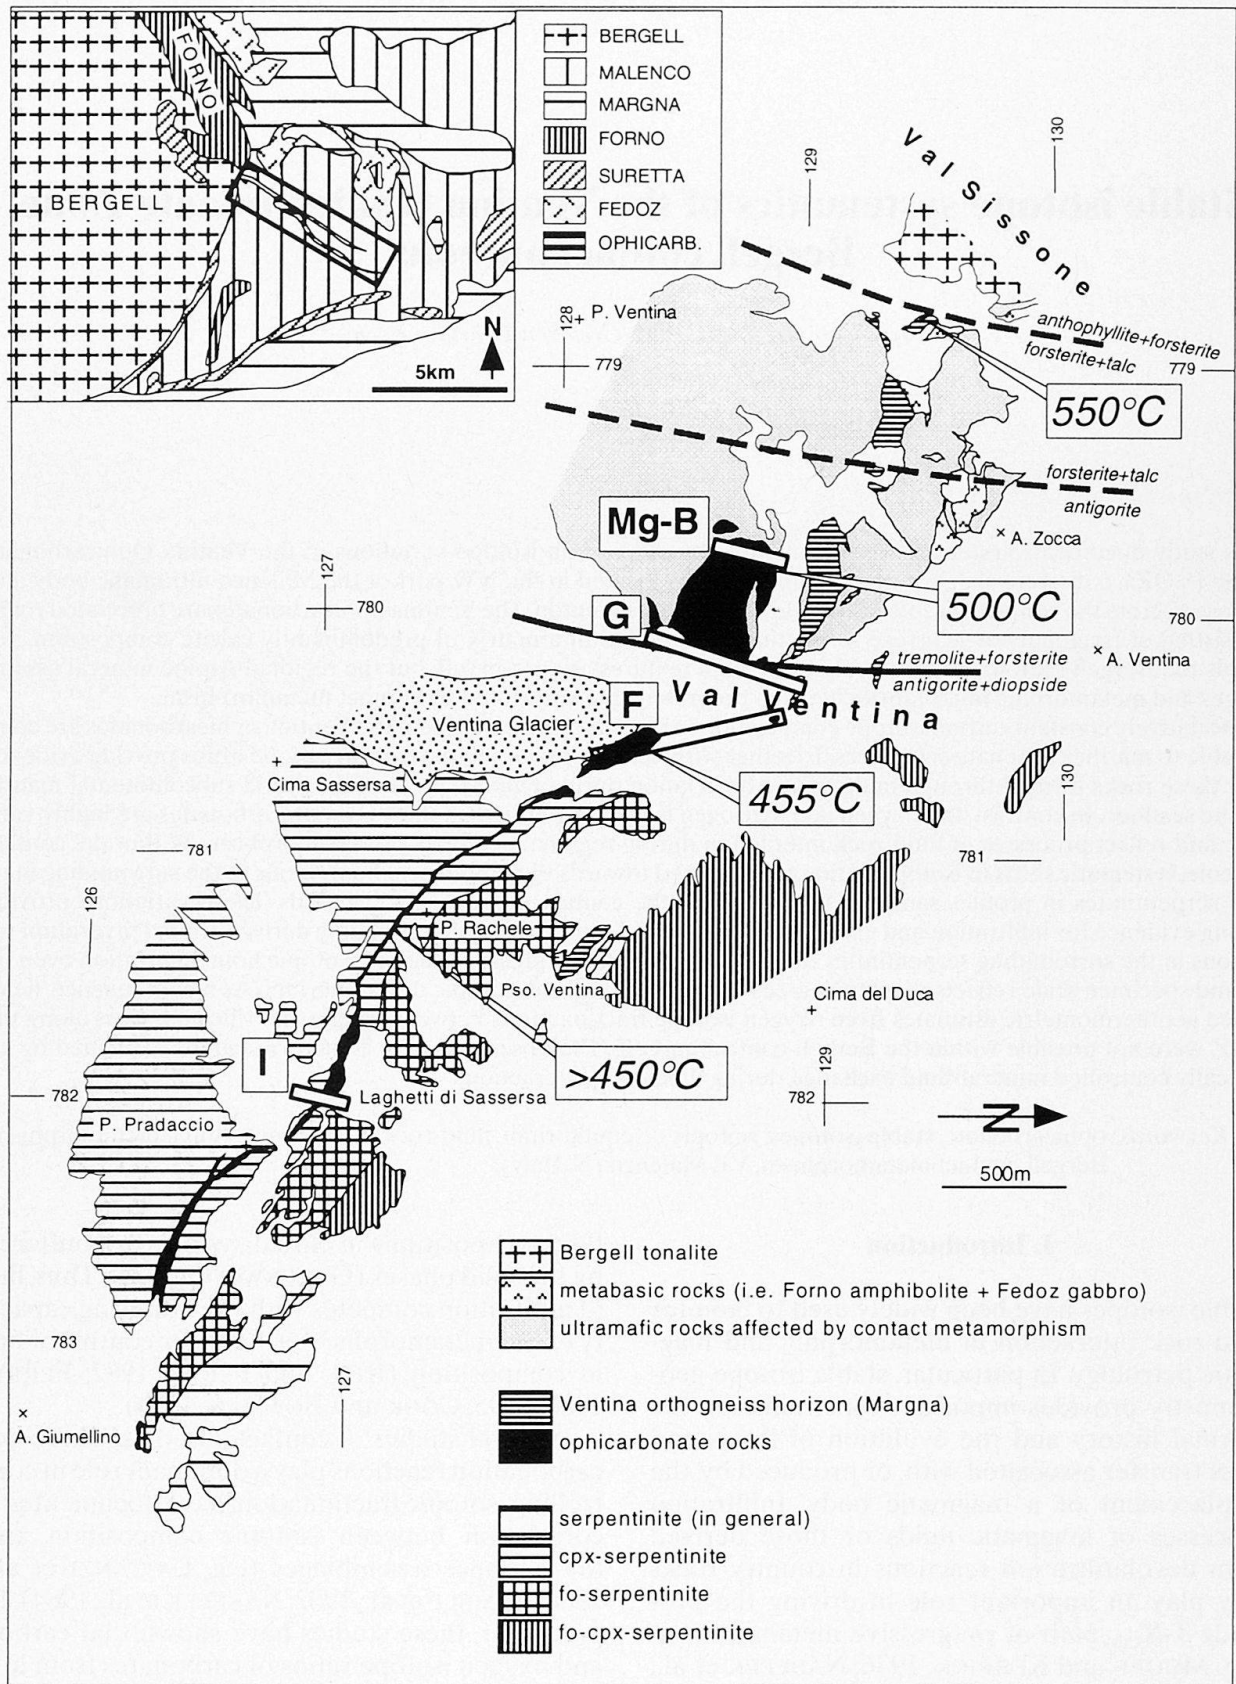 FORNO
BERGELL
N
5km
BERGELL
MALENCO
MARGNA
FORNO
SURETTA
FEDOZ
OPHICARB.
Val Sissone
129
130
128
P. Ventina
779
anthophyllite+forsterite
forsterite+talc
779
550°C
forsterite+talc
antigorite
Mg-B
A. Zocca
127
780
500°C
780
G
tremolite+forsterite
antigorite+diopside
A. Ventina
Val Ventina
F
Ventina Glacier
Cima Sassersa
455°C
130
781
781
126
P. Rachele
Pso. Ventina
Cima del Duca
129
I
>450°C
782
Laghetti di Sassersa
782
P. Pradaccio
N
500m
783
127
A. Giumellino
Bergell tonalite
metabasic rocks (i.e. Forno amphibolite + Fedoz gabbro)
ultramafic rocks affected by contact metamorphism
Ventina orthogneiss horizon (Margna)
ophicarbonate rocks
serpentinite (in general)
cpx-serpentinite
fo-serpentinite
fo-cpx-serpentinite